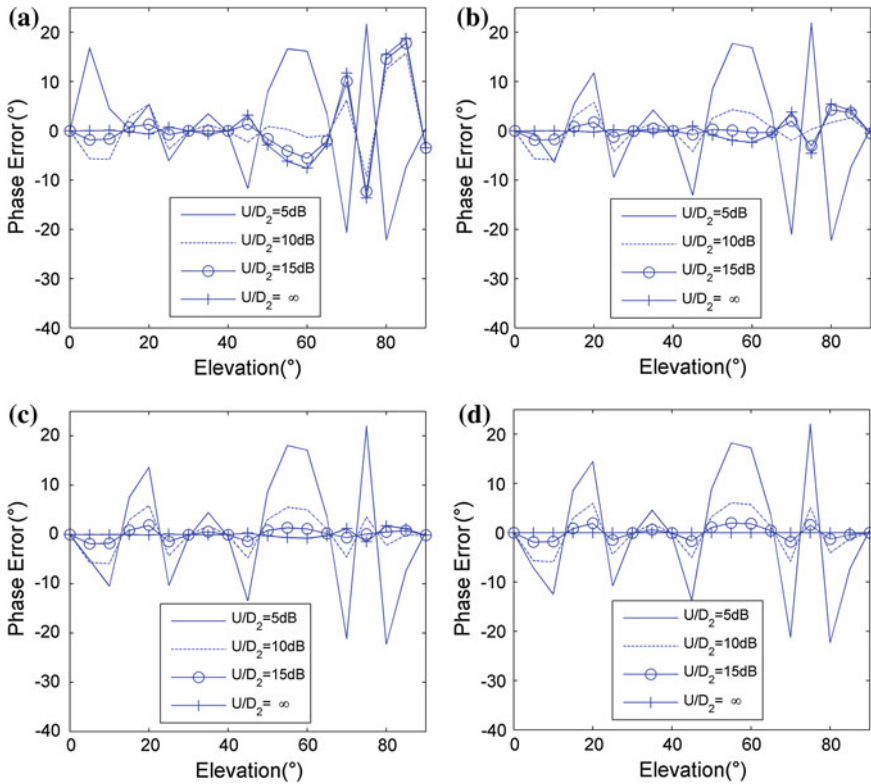 (a)
Phase Error(°)
20
10
0
-10
-20
-30
-40
U/D2=5dB
U/D2=10dB
U/D2=15dB
U/D2= ∞
0 20 40 60 80
Elevation(°)
(b)
Phase Error (°)
20
10
0
-10
-20
-30
-40
U/D2=5dB
U/D2=10dB
U/D2=15dB
U/D2= ∞
0 20 40 60 80
Elevation(°)
(c)
Phase Error (°)
20
10
0
-10
-20
-30
-40
U/D2=5dB
U/D2=10dB
U/D2=15dB
U/D2= ∞
0 20 40 60 80
Elevation(°)
(d)
Phase Error (°)
20
10
0
-10
-20
-30
-40
U/D2=5dB
U/D2=10dB
U/D2=15dB
U/D2= ∞
0 20 40 60 80
Elevation(°)